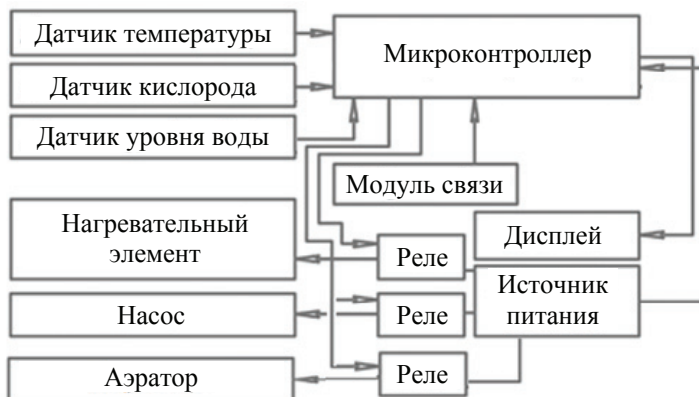 Датчик температуры
Микроконтроллер
Датчик кислорода
Датчик уровня воды
Модуль связи
Нагревательный
элемент
Дисплей
Реле
Источник
питания
Насос
Реле
Аэратор
Реле